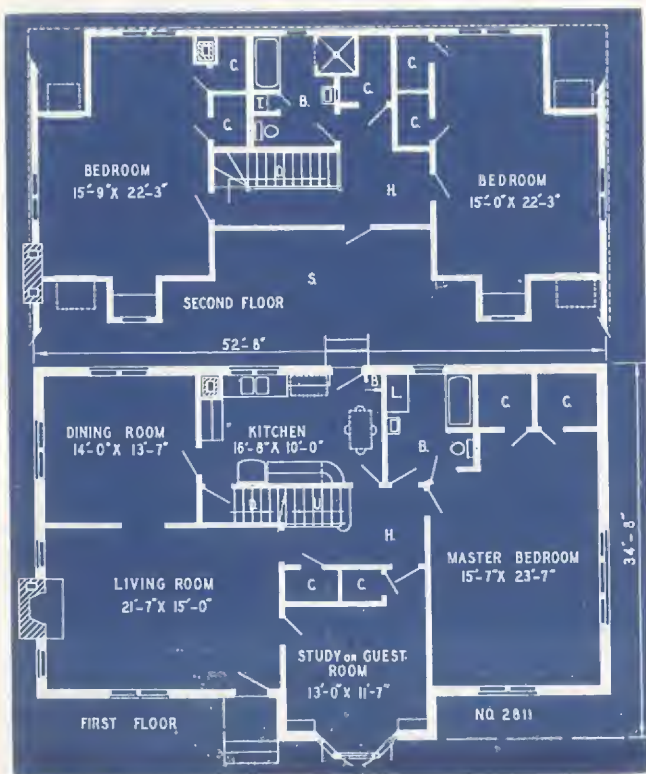 C.
B.
C.
C.
T.
C.
C.
BEDROOM
15'-9" X 22'-3"
D.
H.
BEDROOM
15'-0" X 22'-3"
S.
SECOND FLOOR
52'-8"
B
L.
C.
C.
DINING ROOM
14'-0" X 13'-7"
KITCHEN
16'-8" X 10'-0"
B.
D.
U.
H.
34'-8"
MASTER BEDROOM
15'-7" X 23'-7"
LIVING ROOM
21'-7" X 15'-0"
C.
C.
STUDY OR GUEST
ROOM
13'-0" X 11'-7"
FIRST FLOOR
NO. 2811